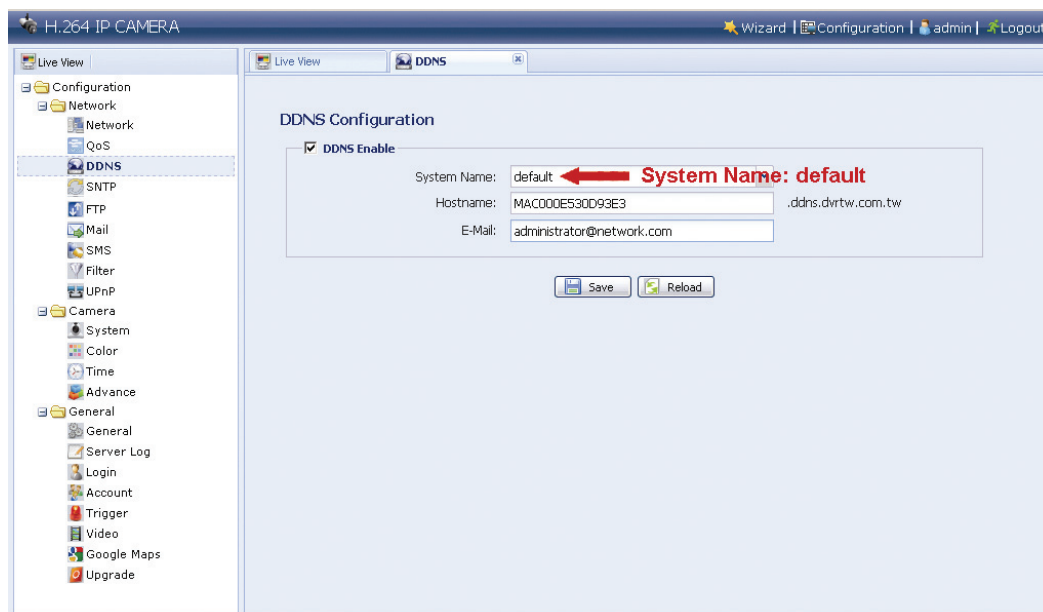 H.264 IP CAMERA
Wizard | Configuration | admin | Logout
Live View
Configuration
Network
Network
QoS
DDNS
SNTP
FTP
Mail
SMS
Filter
UPnP
Camera
System
Color
Time
Advance
General
General
Server Log
Login
Account
Trigger
Video
Google Maps
Upgrade
Live View
DDNS
DDNS Configuration
DDNS Enable
System Name: default System Name: default
Hostname: MAC000E530D93E3 .ddns.dvrtw.com.tw
E-Mail: administrator@network.com
Save Reload